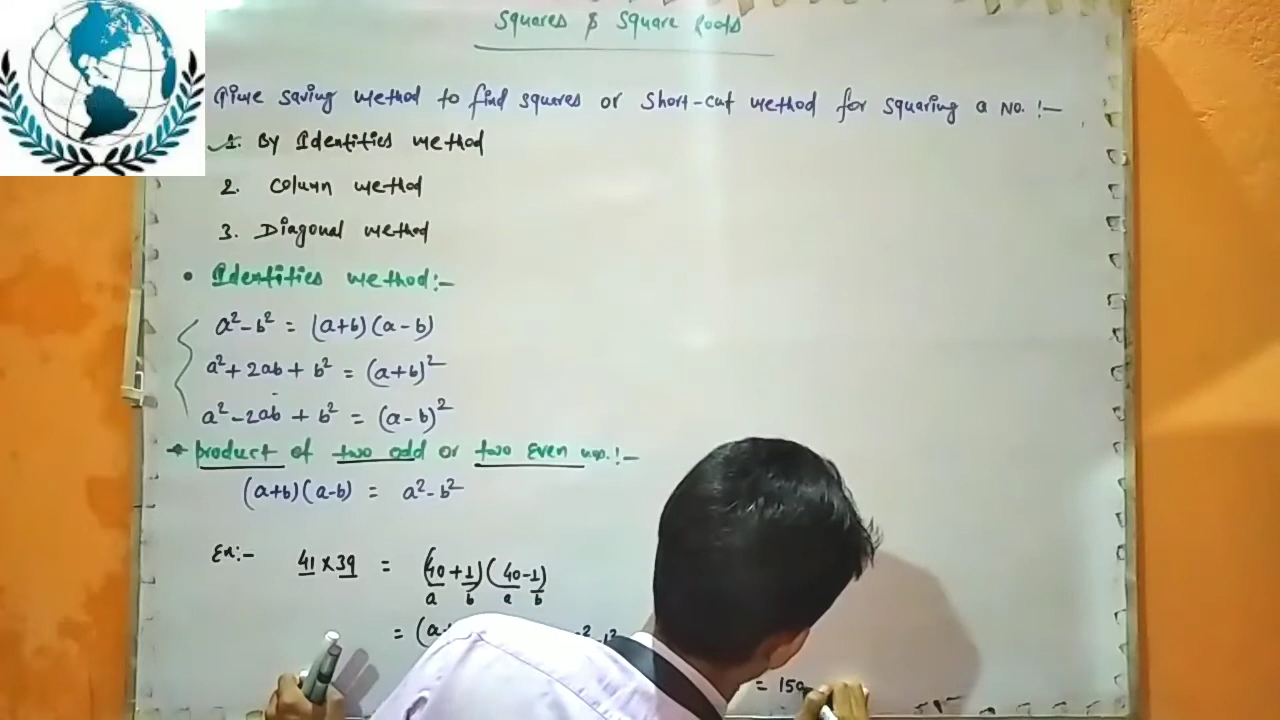 Squares & Square Roots
Time saving method to find squares or short-cut method for squaring a No. :-
1. By Identities method
2. Column method
3. Diagonal method
• Identities method:-
a²-b² = (a+b)(a-b)
a²+2ab+b² = (a+b)²
a²-2ab+b² = (a-b)²
product of two odd or two Even no.:-
(a+b)(a-b) = a²-b²
Ex:- 41×39 = (40+1)(40-1)
a b a b
= (a
= 159